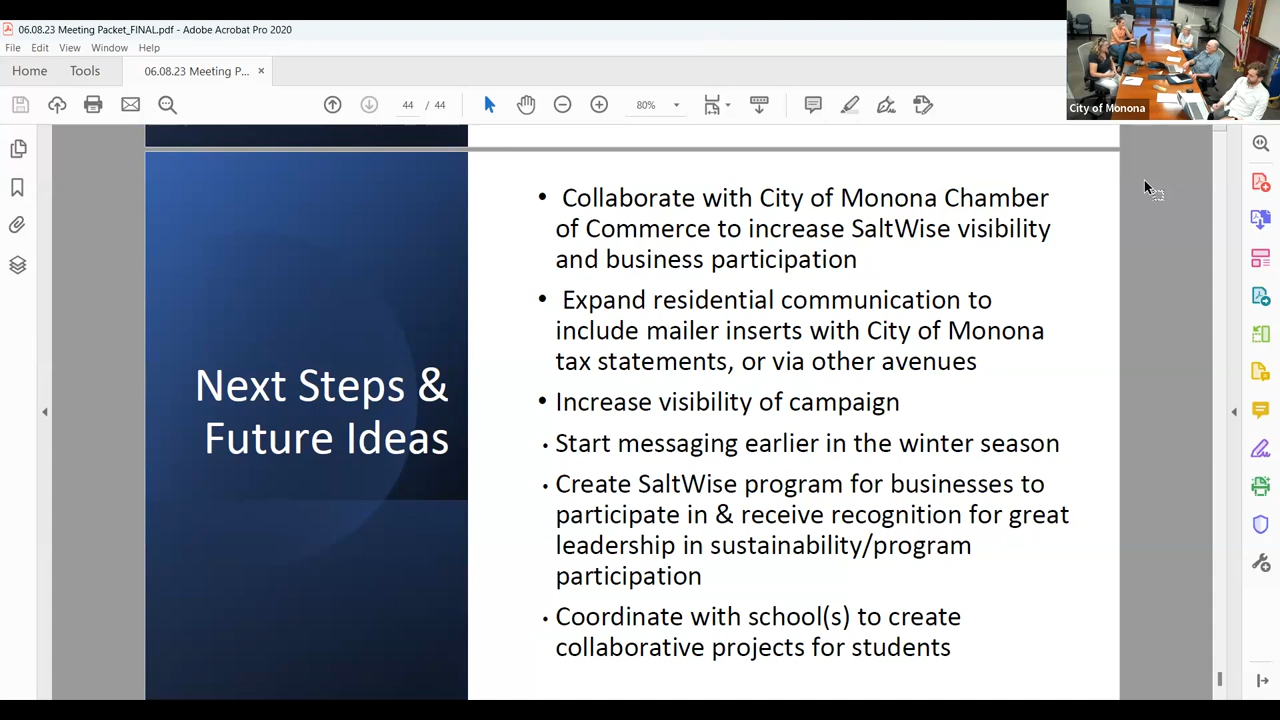 06.08.23 Meeting Packet_FINAL.pdf - Adobe Acrobat Pro 2020
File Edit View Window Help
Home Tools 06.08.23 Meeting P... ×
44 / 44 80%
City of Monona
Next Steps &
Future Ideas
• Collaborate with City of Monona Chamber
of Commerce to increase SaltWise visibility
and business participation
• Expand residential communication to
include mailer inserts with City of Monona
tax statements, or via other avenues
• Increase visibility of campaign
• Start messaging earlier in the winter season
• Create SaltWise program for businesses to
participate in & receive recognition for great
leadership in sustainability/program
participation
• Coordinate with school(s) to create
collaborative projects for students